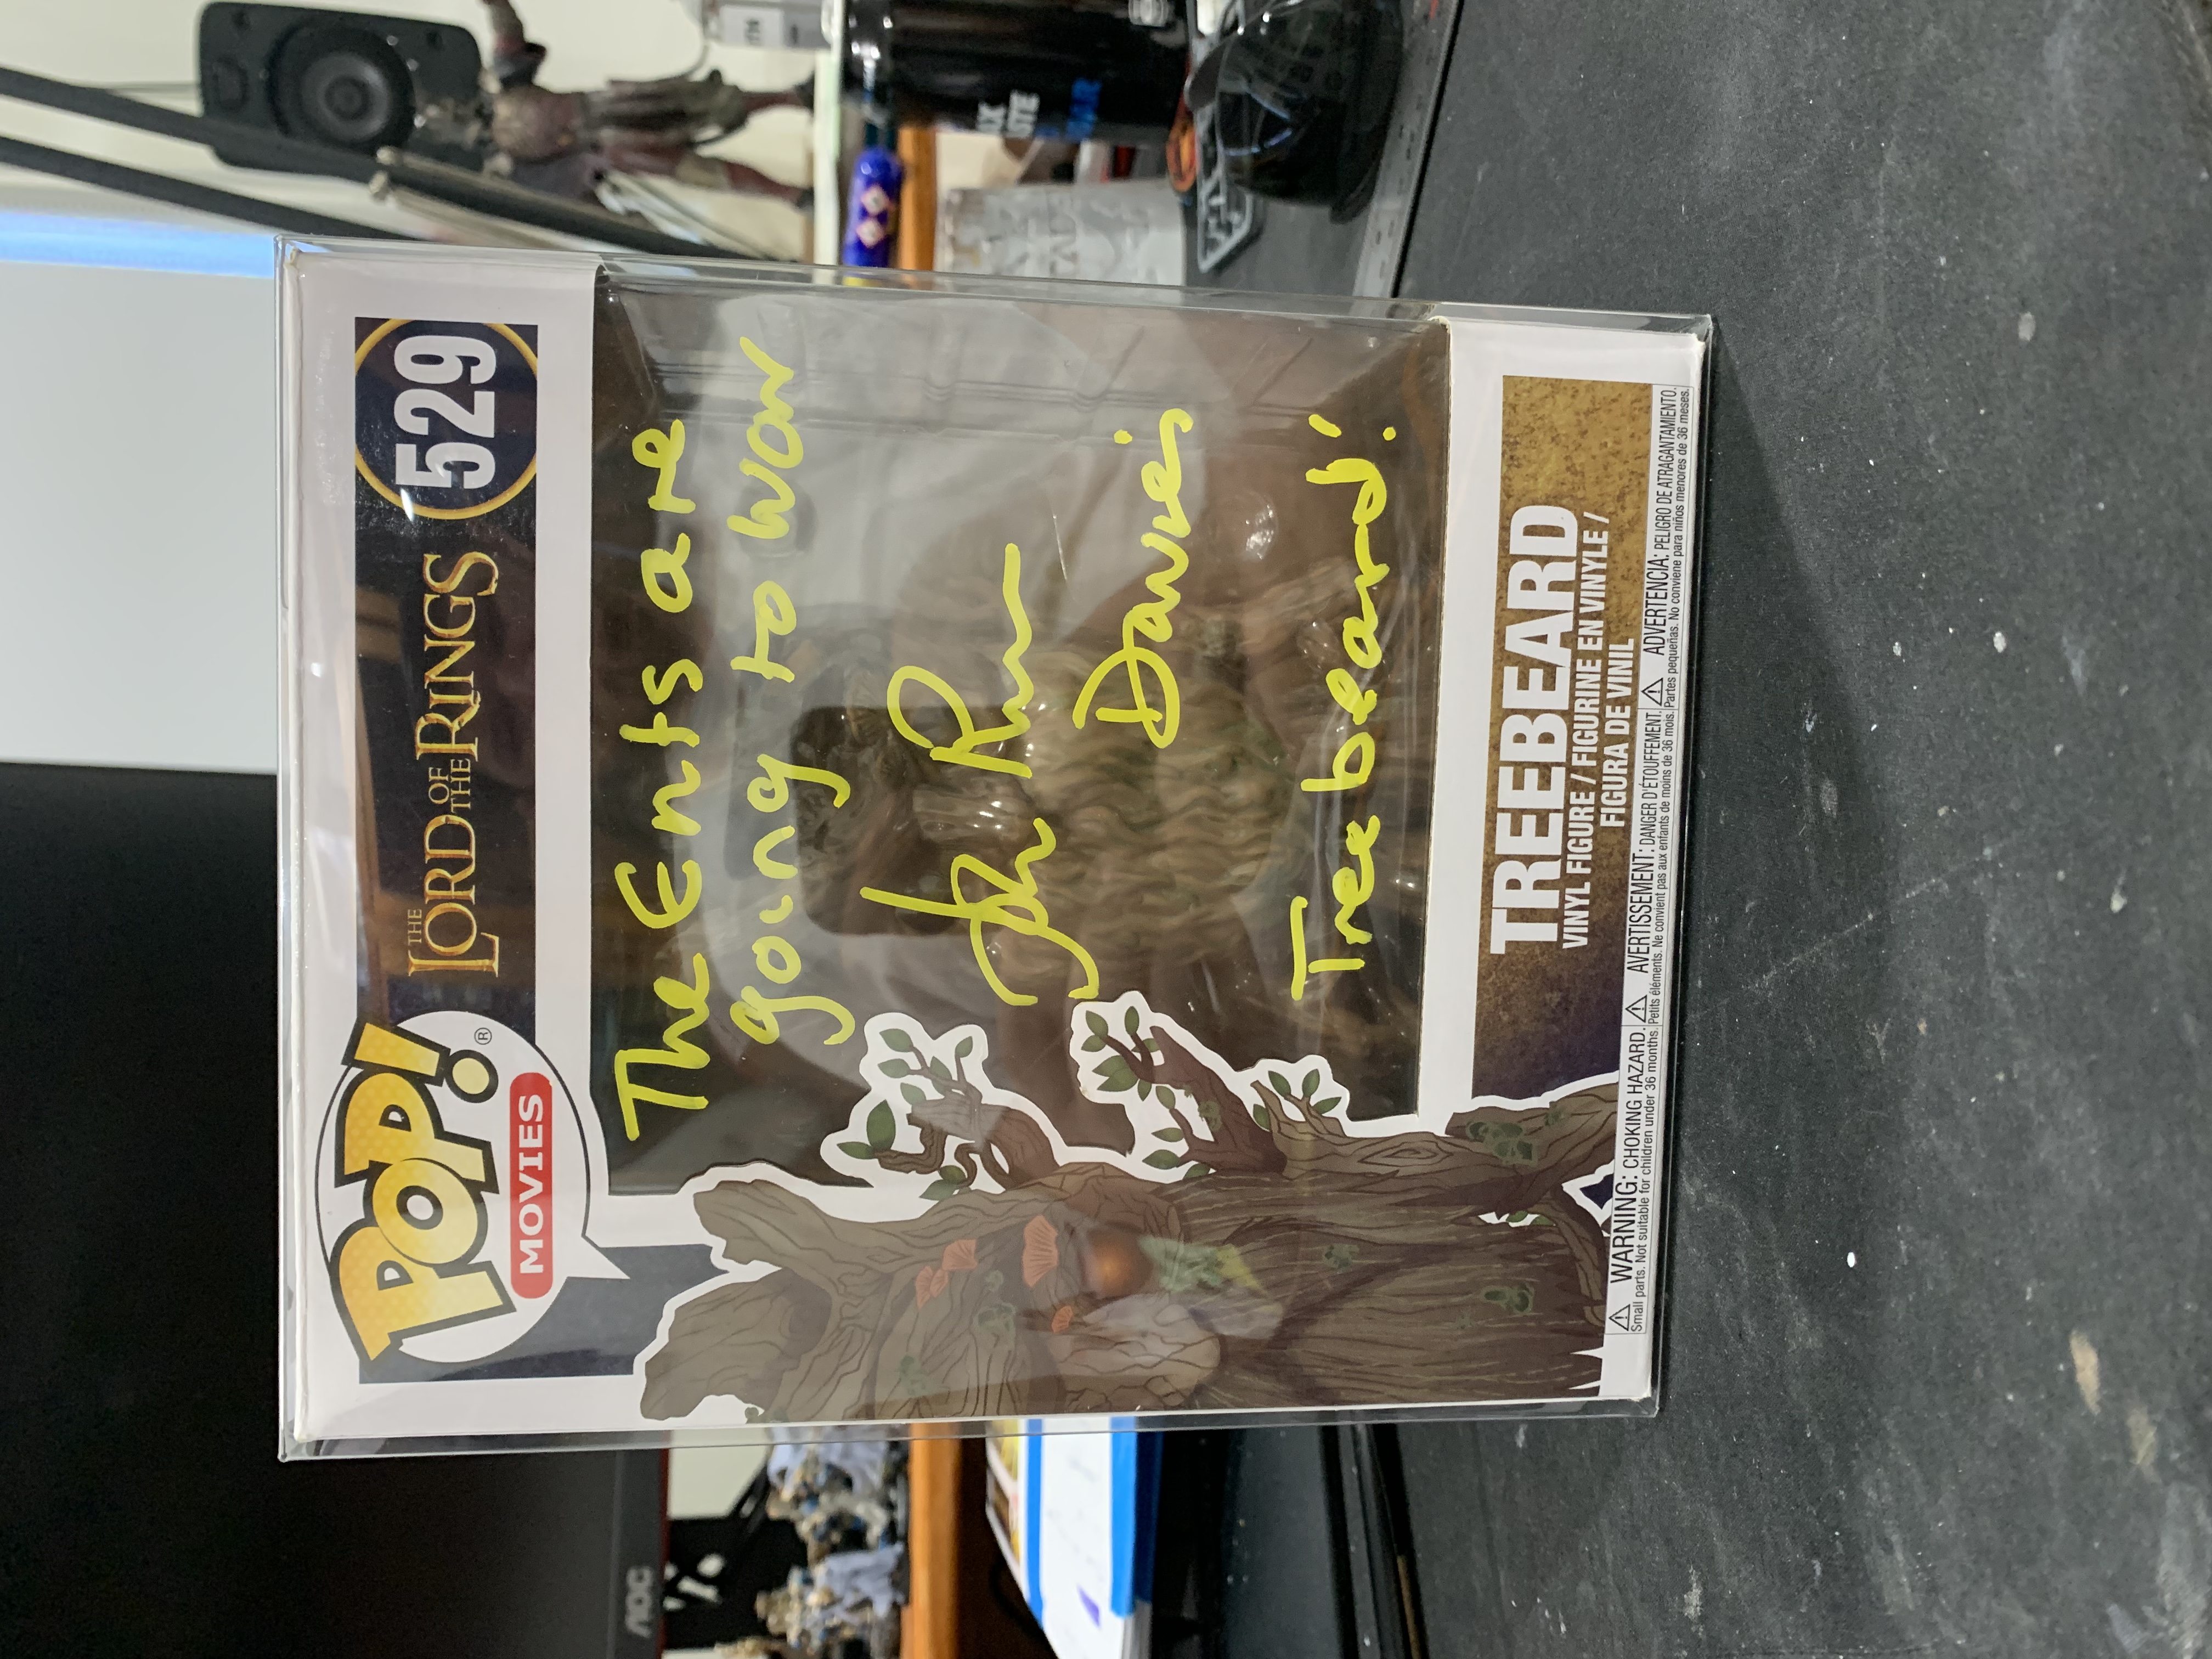 POP!®
MOVIES
THE
LORD OF THE RINGS
529
The Ents are
going to war
John Rhys
Davies
Treebeard!
TREEBEARD
VINYL FIGURE / FIGURINE EN VINYLE /
FIGURA DE VINIL
⚠ WARNING: CHOKING HAZARD.
Small parts. Not suitable for children under 36 months.
⚠ AVERTISSEMENT: DANGER D'ÉTOUFFEMENT.
Petits éléments. Ne convient pas aux enfants de moins de 36 mois.
⚠ ADVERTENCIA: PELIGRO DE ATRAGANTAMIENTO.
Partes pequeñas. No conviene para niños menores de 36 meses.
AOC